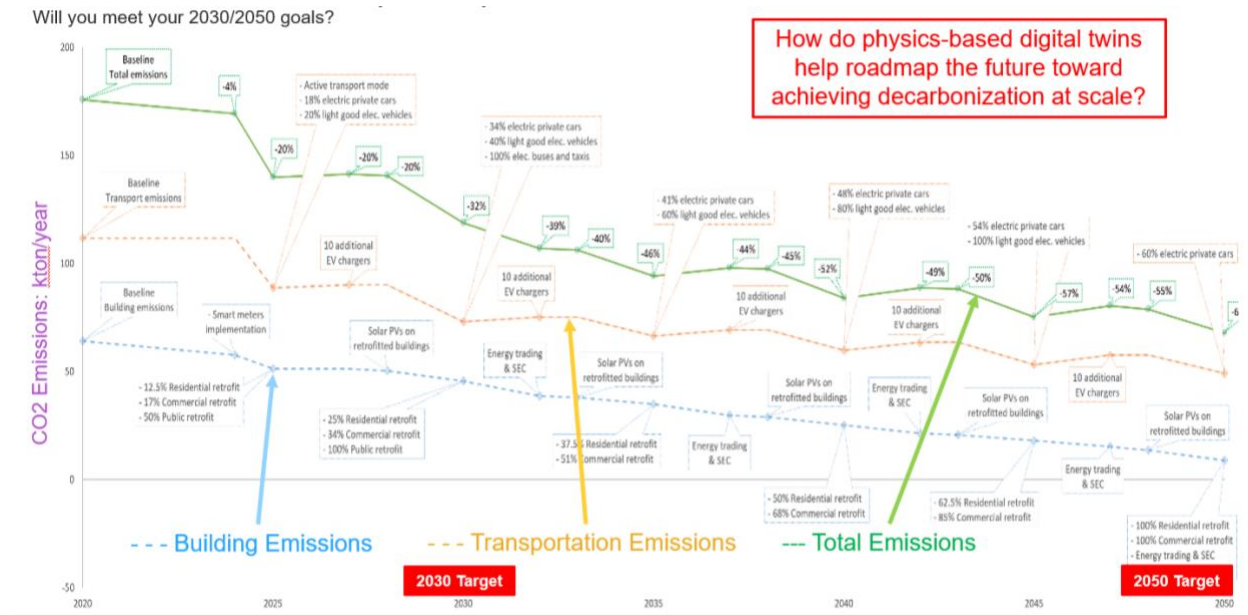 Will you meet your 2030/2050 goals?
How do physics-based digital twins
help roadmap the future toward
achieving decarbonization at scale?
CO2 Emissions: kton/year
200
150
100
50
0
-50
Baseline
Total emissions
-4%
-20%
-20%
-20%
-32%
-39%
-40%
-46%
-44%
-45%
-52%
-49%
-50%
-57%
-54%
-55%
-6
- Active transport mode
- 18% electric private cars
- 20% light good elec. vehicles
- 34% electric private cars
- 40% light good elec. vehicles
- 100% elec. buses and taxis
- 41% electric private cars
- 60% light good elec. vehicles
- 48% electric private cars
- 80% light good elec. vehicles
- 54% electric private cars
- 100% light good elec. vehicles
- 60% electric private cars
Baseline
Transport emissions
10 additional
EV chargers
10 additional
EV chargers
10 additional
EV chargers
10 additional
EV chargers
10 additional
EV chargers
Baseline
Building emissions
- Smart meters
implementation
- 12.5% Residential retrofit
- 17% Commercial retrofit
- 50% Public retrofit
Solar PVs on
retrofitted buildings
- 25% Residential retrofit
- 34% Commercial retrofit
- 100% Public retrofit
Energy trading
& SEC
Solar PVs on
retrofitted buildings
- 37.5 Residential retrofit
- 51% Commercial retrofit
Energy trading
& SEC
Solar PVs on
retrofitted buildings
- 50% Residential retrofit
- 68% Commercial retrofit
Energy trading
& SEC
Solar PVs on
retrofitted buildings
- 62.5% Residential retrofit
- 85% Commercial retrofit
Energy trading
& SEC
Solar PVs on
retrofitted buildings
- 100% Residential retrofit
- 100% Commercial retrofit
- Energy trading & SEC
--- Building Emissions
--- Transportation Emissions
--- Total Emissions
2030 Target
2050 Target
2020
2025
2030
2035
2040
2045
2050